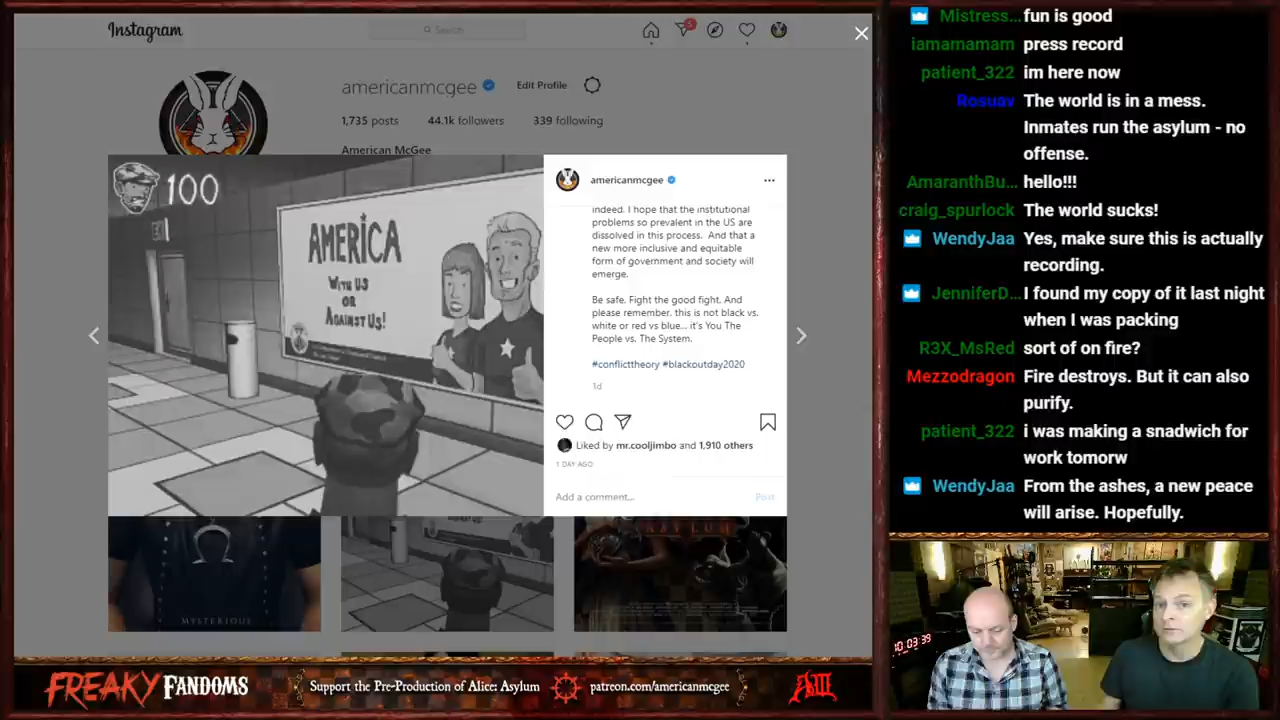 Instagram
Search
5
americanmcgee
Edit Profile
1,735 posts
44.1k followers
339 following
American McGee
100
AMERICA
WITH US
OR
AGAINST US!
americanmcgee
indeed. I hope that the institutional
problems so prevalent in the US are
dissolved in this process. And that a
new more inclusive and equitable
form of government and society will
emerge.
Be safe. Fight the good fight. And
please remember, this is not black vs.
white or red vs blue... it's You The
People vs. The System.
#conflicttheory #blackoutday2020
1d
Liked by mr.cooljimbo and 1,910 others
1 DAY AGO
Add a comment...
Post
MYSTERIOUS
ASYLUM
Mistress... fun is good
iamamamam press record
patient_322 im here now
Rosuav The world is in a mess.
Inmates run the asylum - no
offense.
AmaranthBu... hello!!!
craig_spurlock The world sucks!
WendyJaa Yes, make sure this is actually
recording.
JenniferD... I found my copy of it last night
when I was packing
R3X_MsRed sort of on fire?
Mezzodragon Fire destroys. But it can also
purify.
patient_322 i was making a snadwich for
work tomorw
WendyJaa From the ashes, a new peace
will arise. Hopefully.
10:03:39
FREAKY FANDOMS
Support the Pre-Production of Alice: Asylum
patreon.com/americanmcgee